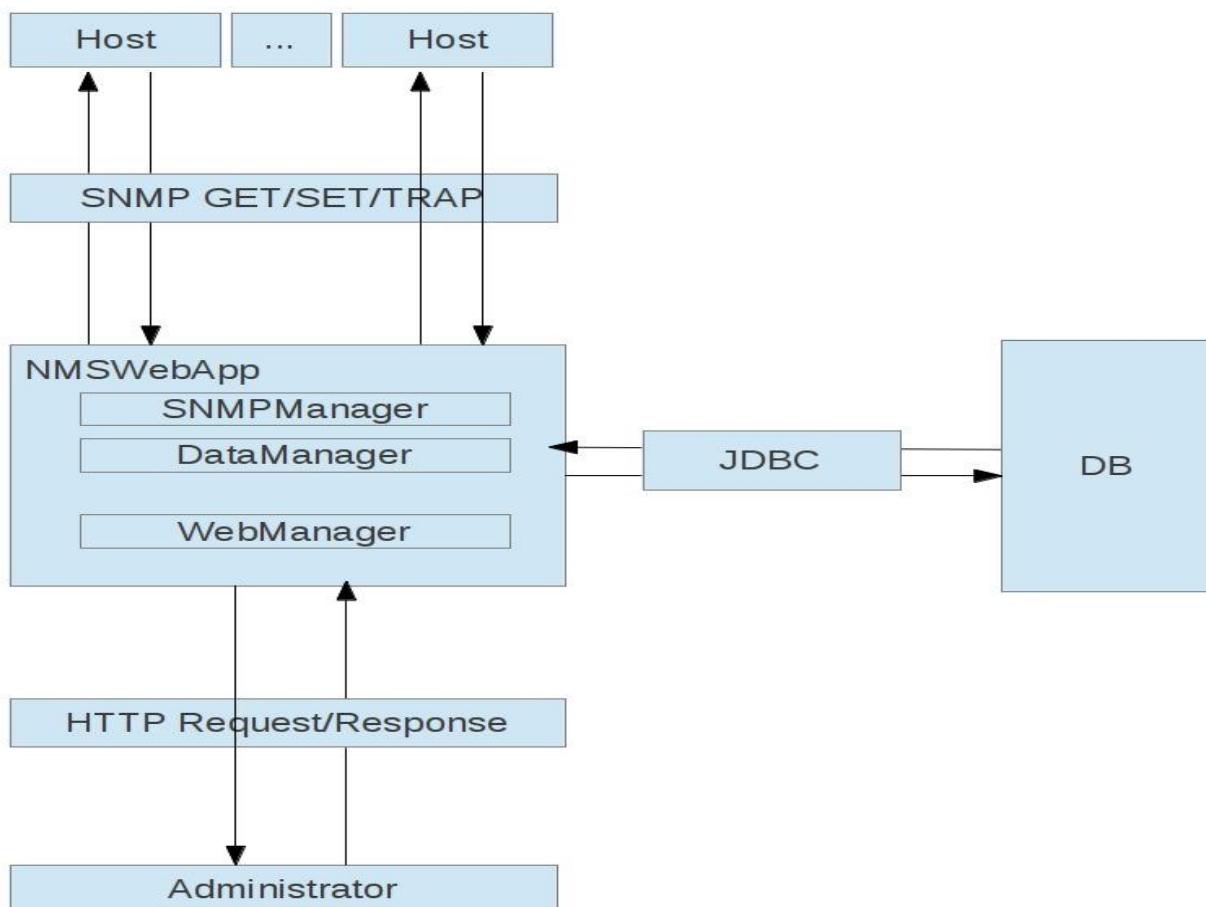 Host
...
Host
SNMP GET/SET/TRAP
NMSWebApp
SNMPManager
DataManager
WebManager
JDBC
DB
HTTP Request/Response
Administrator